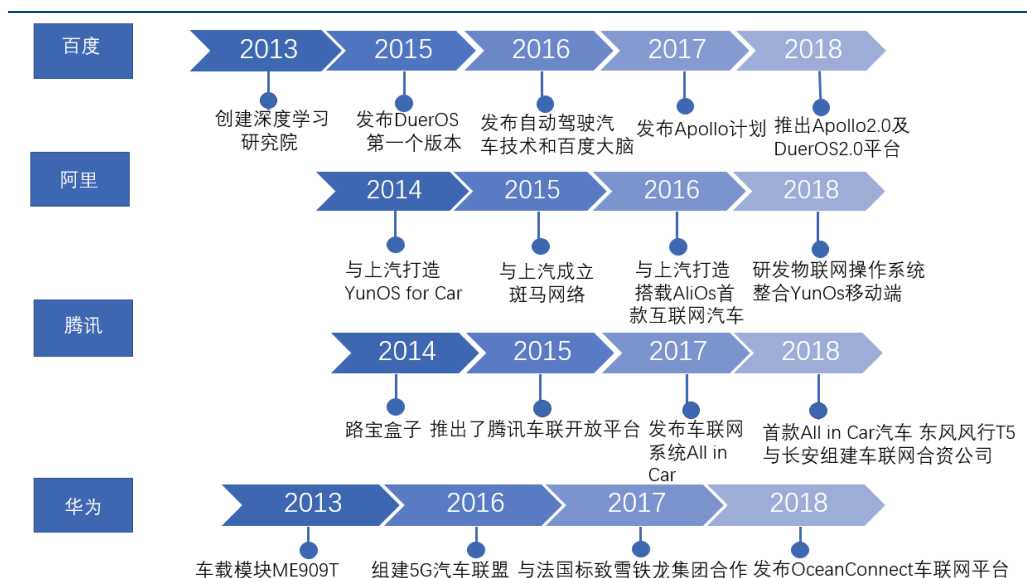 百度
2013
2015
2016
2017
2018
创建深度学习
研究院
发布DuerOS
第一个版本
发布自动驾驶汽
车技术和百度大脑
发布Apollo计划
推出Apollo2.0及
DuerOS2.0平台
阿里
2014
2015
2016
2018
与上汽打造
YunOS for Car
与上汽成立
斑马网络
与上汽打造
搭载AliOs首
款互联网汽车
研发物联网操作系统
整合YunOs移动端
腾讯
2014
2015
2017
2018
路宝盒子
推出了腾讯车联开放平台
发布车联网
系统All in
Car
首款All in Car汽车 东风风行T5
与长安组建车联网合资公司
华为
2013
2016
2017
2018
车载模块ME909T
组建5G汽车联盟
与法国标致雪铁龙集团合作
发布OceanConnect车联网平台